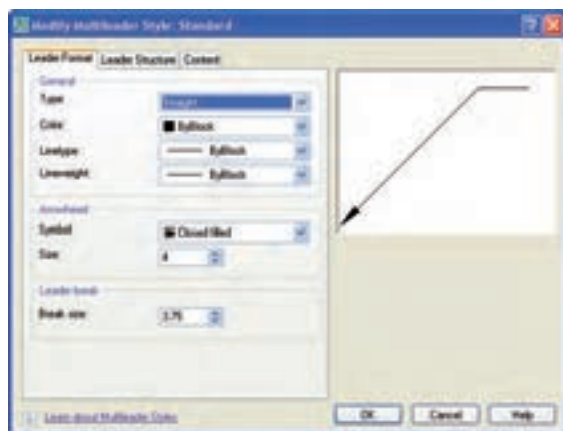 Modify Multileader Style: Standard
Leader Format Leader Structure Content
General
Type: Straight
Color: ByBlock
Linetype: ByBlock
Lineweight: ByBlock
Arrowhead
Symbol: Closed filled
Size: 4
Leader break
Break size: 3.75
Learn about Multileader Styles
OK Cancel Help